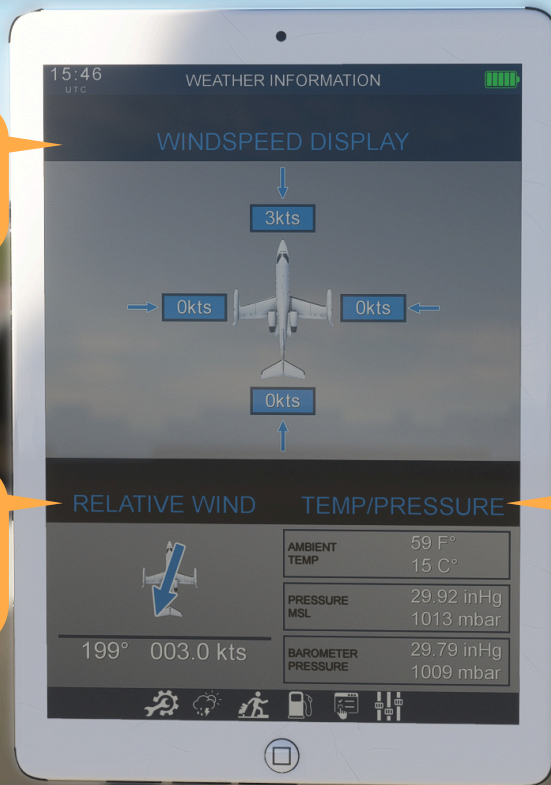 15:46
UTC
WEATHER INFORMATION
WINDSPEED DISPLAY
3kts
0kts
0kts
0kts
RELATIVE WIND
TEMP/PRESSURE
AMBIENT TEMP
59 F°
15 C°
PRESSURE MSL
29.92 inHg
1013 mbar
BAROMETER PRESSURE
29.79 inHg
1009 mbar
199° 003.0 kts